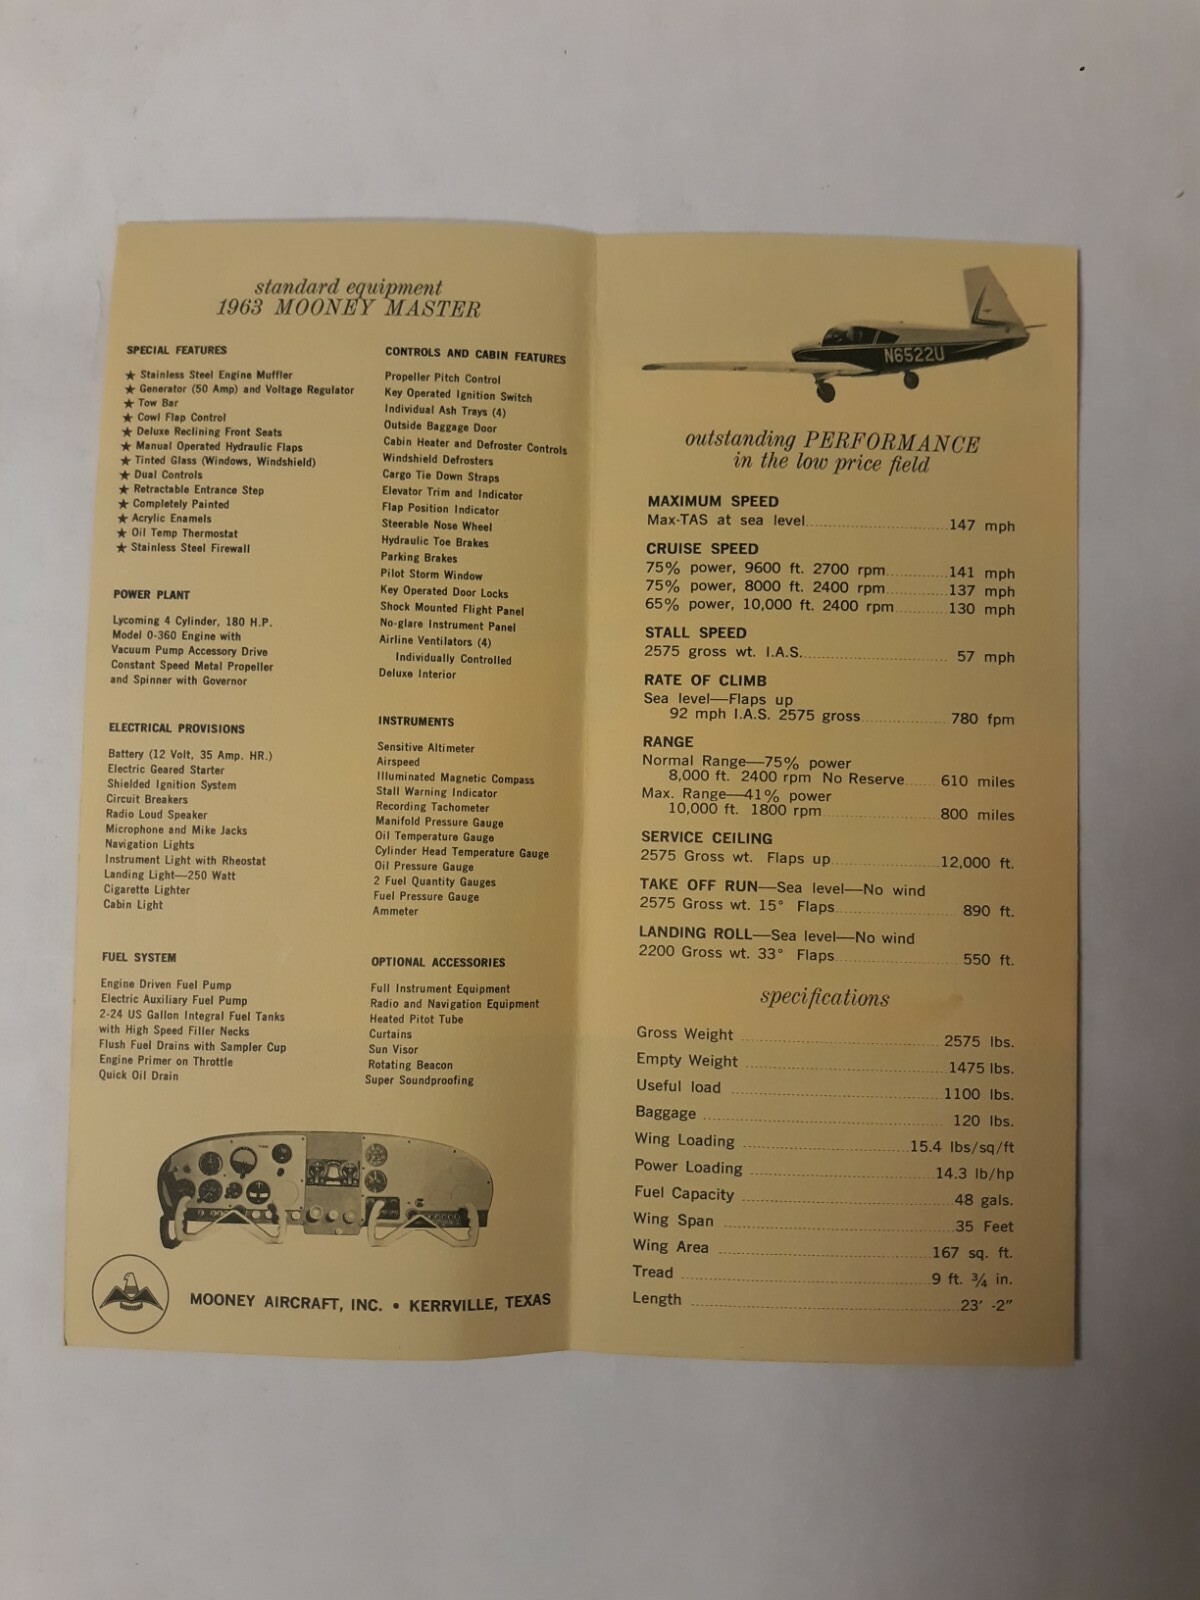 standard equipment
1963 MOONEY MASTER
SPECIAL FEATURES
★ Stainless Steel Engine Muffler
★ Generator (50 Amp) and Voltage Regulator
★ Tow Bar
★ Cowl Flap Control
★ Deluxe Reclining Front Seats
★ Manual Operated Hydraulic Flaps
★ Tinted Glass (Windows, Windshield)
★ Dual Controls
★ Retractable Entrance Step
★ Completely Painted
★ Acrylic Enamels
★ Oil Temp Thermostat
★ Stainless Steel Firewall
POWER PLANT
Lycoming 4 Cylinder, 180 H.P.
Model 0-360 Engine with
Vacuum Pump Accessory Drive
Constant Speed Metal Propeller
and Spinner with Governor
ELECTRICAL PROVISIONS
Battery (12 Volt, 35 Amp. HR.)
Electric Geared Starter
Shielded Ignition System
Circuit Breakers
Radio Loud Speaker
Microphone and Mike Jacks
Navigation Lights
Instrument Light with Rheostat
Landing Light—250 Watt
Cigarette Lighter
Cabin Light
FUEL SYSTEM
Engine Driven Fuel Pump
Electric Auxiliary Fuel Pump
2-24 US Gallon Integral Fuel Tanks
with High Speed Filler Necks
Flush Fuel Drains with Sampler Cup
Engine Primer on Throttle
Quick Oil Drain
CONTROLS AND CABIN FEATURES
Propeller Pitch Control
Key Operated Ignition Switch
Individual Ash Trays (4)
Outside Baggage Door
Cabin Heater and Defroster Controls
Windshield Defrosters
Cargo Tie Down Straps
Elevator Trim and Indicator
Flap Position Indicator
Steerable Nose Wheel
Hydraulic Toe Brakes
Parking Brakes
Pilot Storm Window
Key Operated Door Locks
Shock Mounted Flight Panel
No-glare Instrument Panel
Airline Ventilators (4)
Individually Controlled
Deluxe Interior
INSTRUMENTS
Sensitive Altimeter
Airspeed
Illuminated Magnetic Compass
Stall Warning Indicator
Recording Tachometer
Manifold Pressure Gauge
Oil Temperature Gauge
Cylinder Head Temperature Gauge
Oil Pressure Gauge
2 Fuel Quantity Gauges
Fuel Pressure Gauge
Ammeter
OPTIONAL ACCESSORIES
Full Instrument Equipment
Radio and Navigation Equipment
Heated Pitot Tube
Curtains
Sun Visor
Rotating Beacon
Super Soundproofing
MOONEY AIRCRAFT, INC. • KERRVILLE, TEXAS
N6522U
outstanding PERFORMANCE
in the low price field
MAXIMUM SPEED
Max-TAS at sea level 147 mph
CRUISE SPEED
75% power, 9600 ft. 2700 rpm 141 mph
75% power, 8000 ft. 2400 rpm 137 mph
65% power, 10,000 ft. 2400 rpm 130 mph
STALL SPEED
2575 gross wt. I.A.S. 57 mph
RATE OF CLIMB
Sea level—Flaps up
92 mph I.A.S. 2575 gross 780 fpm
RANGE
Normal Range—75% power
8,000 ft. 2400 rpm No Reserve 610 miles
Max. Range—41% power
10,000 ft. 1800 rpm 800 miles
SERVICE CEILING
2575 Gross wt. Flaps up 12,000 ft.
TAKE OFF RUN—Sea level—No wind
2575 Gross wt. 15° Flaps 890 ft.
LANDING ROLL—Sea level—No wind
2200 Gross wt. 33° Flaps 550 ft.
specifications
Gross Weight 2575 lbs.
Empty Weight 1475 lbs.
Useful load 1100 lbs.
Baggage 120 lbs.
Wing Loading 15.4 lbs/sq/ft
Power Loading 14.3 lb/hp
Fuel Capacity 48 gals.
Wing Span 35 Feet
Wing Area 167 sq. ft.
Tread 9 ft. ¾ in.
Length 23' -2"